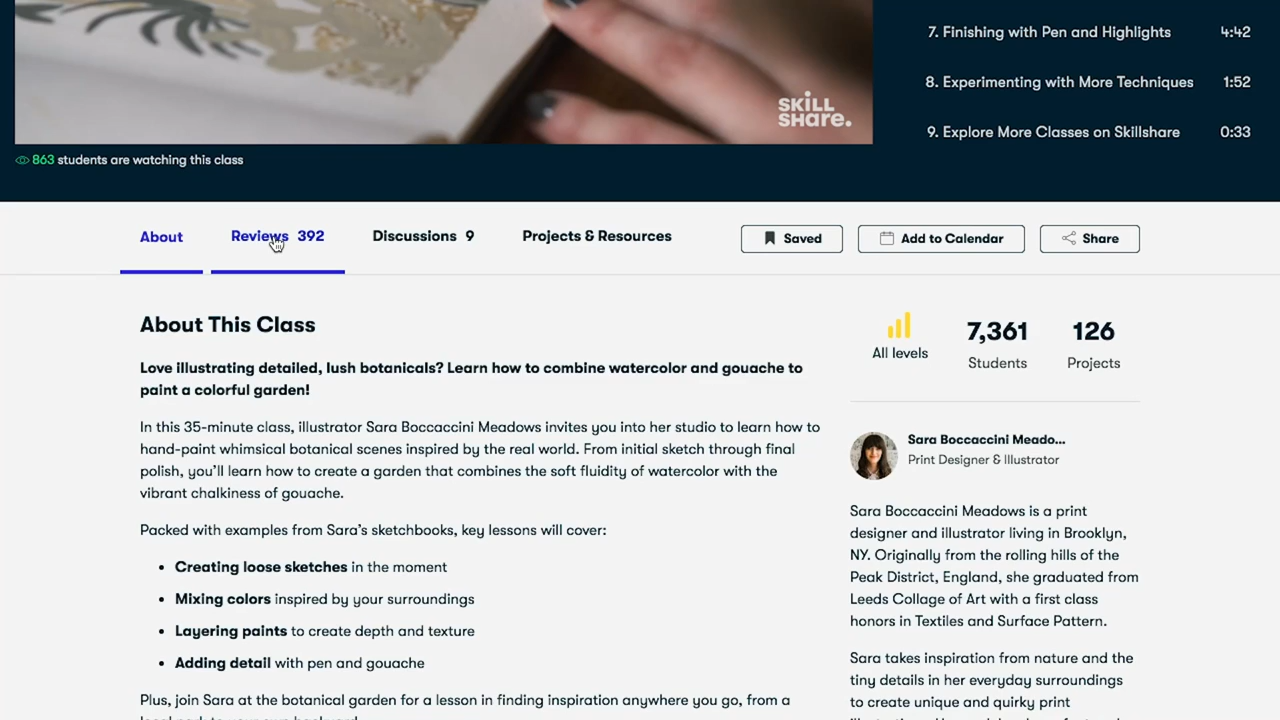 7. Finishing with Pen and Highlights 4:42
8. Experimenting with More Techniques 1:52
9. Explore More Classes on Skillshare 0:33
SKILL
SHARE.
863 students are watching this class
About Reviews 392 Discussions 9 Projects & Resources Saved Add to Calendar Share
About This Class
Love illustrating detailed, lush botanicals? Learn how to combine watercolor and gouache to
paint a colorful garden!
In this 35-minute class, illustrator Sara Boccaccini Meadows invites you into her studio to learn how to
hand-paint whimsical botanical scenes inspired by the real world. From initial sketch through final
polish, you'll learn how to create a garden that combines the soft fluidity of watercolor with the
vibrant chalkiness of gouache.
Packed with examples from Sara's sketchbooks, key lessons will cover:
• Creating loose sketches in the moment
• Mixing colors inspired by your surroundings
• Layering paints to create depth and texture
• Adding detail with pen and gouache
Plus, join Sara at the botanical garden for a lesson in finding inspiration anywhere you go, from a
All levels
7,361
Students
126
Projects
Sara Boccaccini Meado...
Print Designer & Illustrator
Sara Boccaccini Meadows is a print
designer and illustrator living in Brooklyn,
NY. Originally from the rolling hills of the
Peak District, England, she graduated from
Leeds Collage of Art with a first class
honors in Textiles and Surface Pattern.
Sara takes inspiration from nature and the
tiny details in her everyday surroundings
to create unique and quirky print